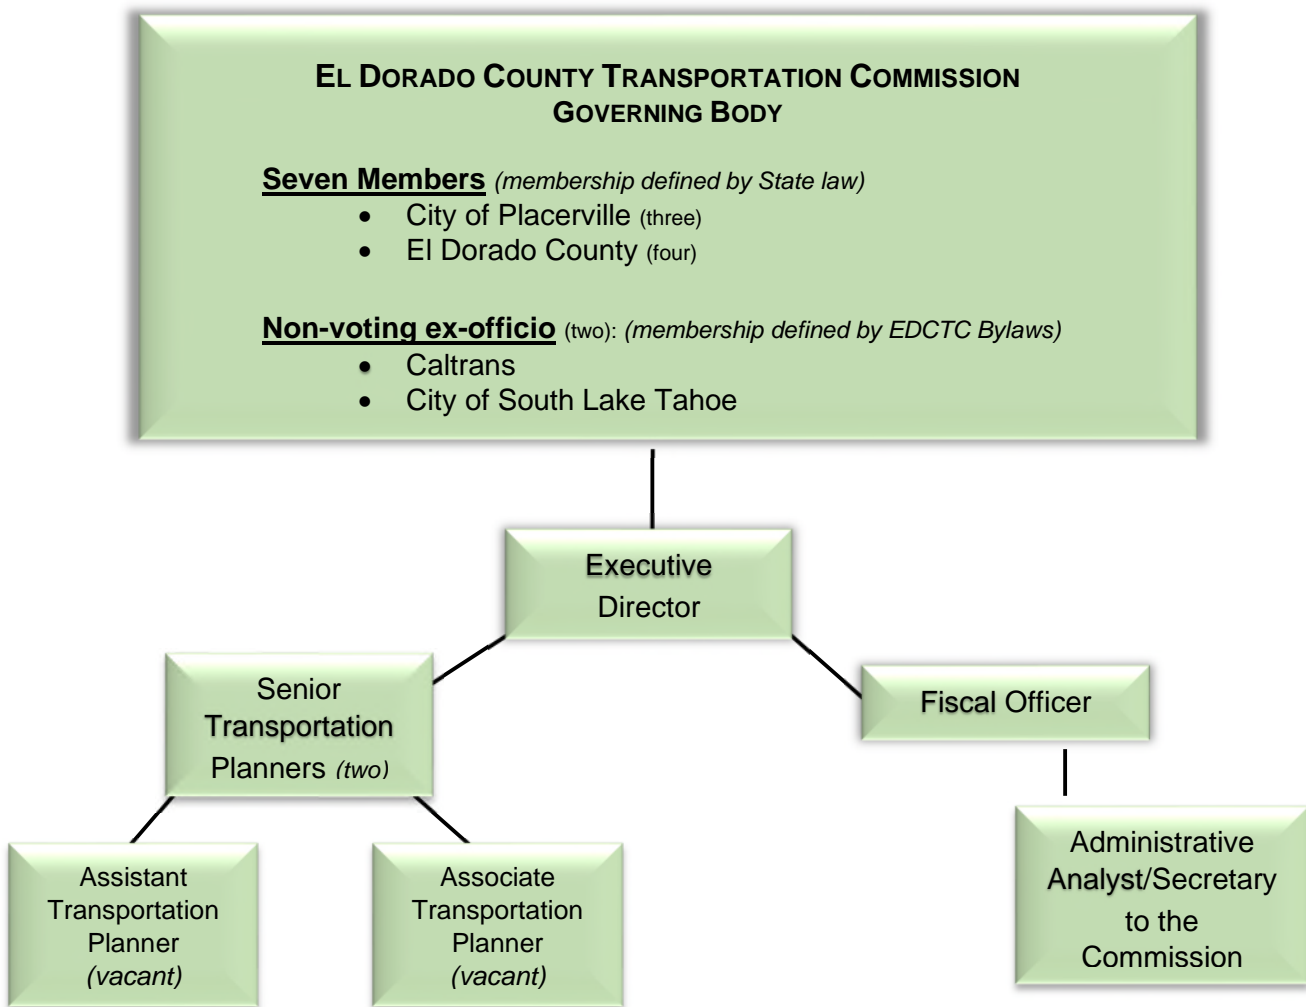 EL DORADO COUNTY TRANSPORTATION COMMISSION
GOVERNING BODY
Seven Members (membership defined by State law)
• City of Placerville (three)
• El Dorado County (four)
Non-voting ex-officio (two): (membership defined by EDCTC Bylaws)
• Caltrans
• City of South Lake Tahoe
Executive
Director
Senior
Transportation
Planners (two)
Fiscal Officer
Assistant
Transportation
Planner
(vacant)
Associate
Transportation
Planner
(vacant)
Administrative
Analyst/Secretary
to the
Commission